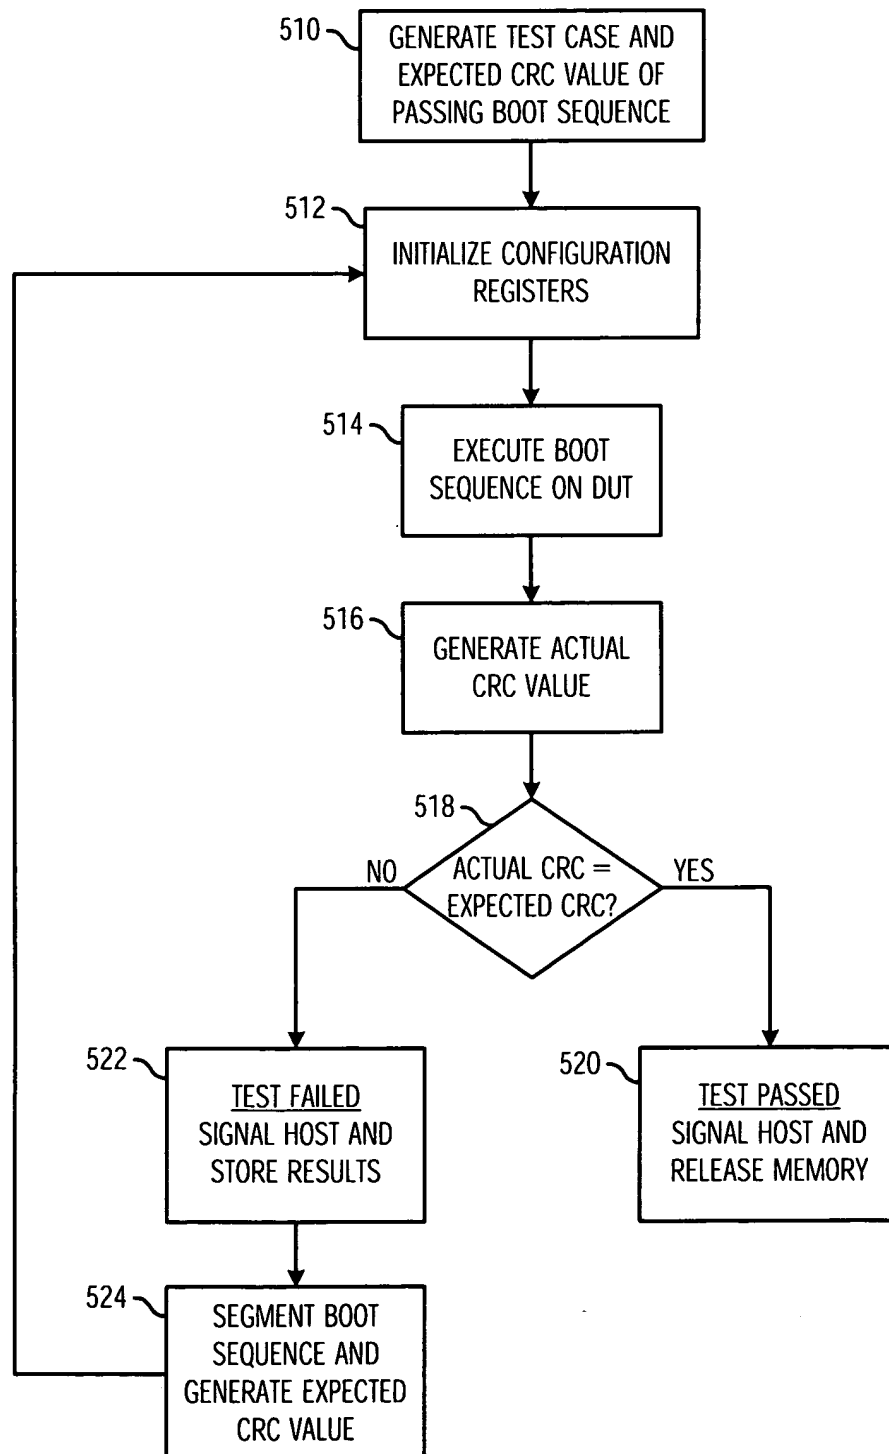 510
GENERATE TEST CASE AND
EXPECTED CRC VALUE OF
PASSING BOOT SEQUENCE
512
INITIALIZE CONFIGURATION
REGISTERS
514
EXECUTE BOOT
SEQUENCE ON DUT
516
GENERATE ACTUAL
CRC VALUE
518
ACTUAL CRC =
EXPECTED CRC?
NO
YES
522
TEST FAILED
SIGNAL HOST AND
STORE RESULTS
520
TEST PASSED
SIGNAL HOST AND
RELEASE MEMORY
524
SEGMENT BOOT
SEQUENCE AND
GENERATE EXPECTED
CRC VALUE